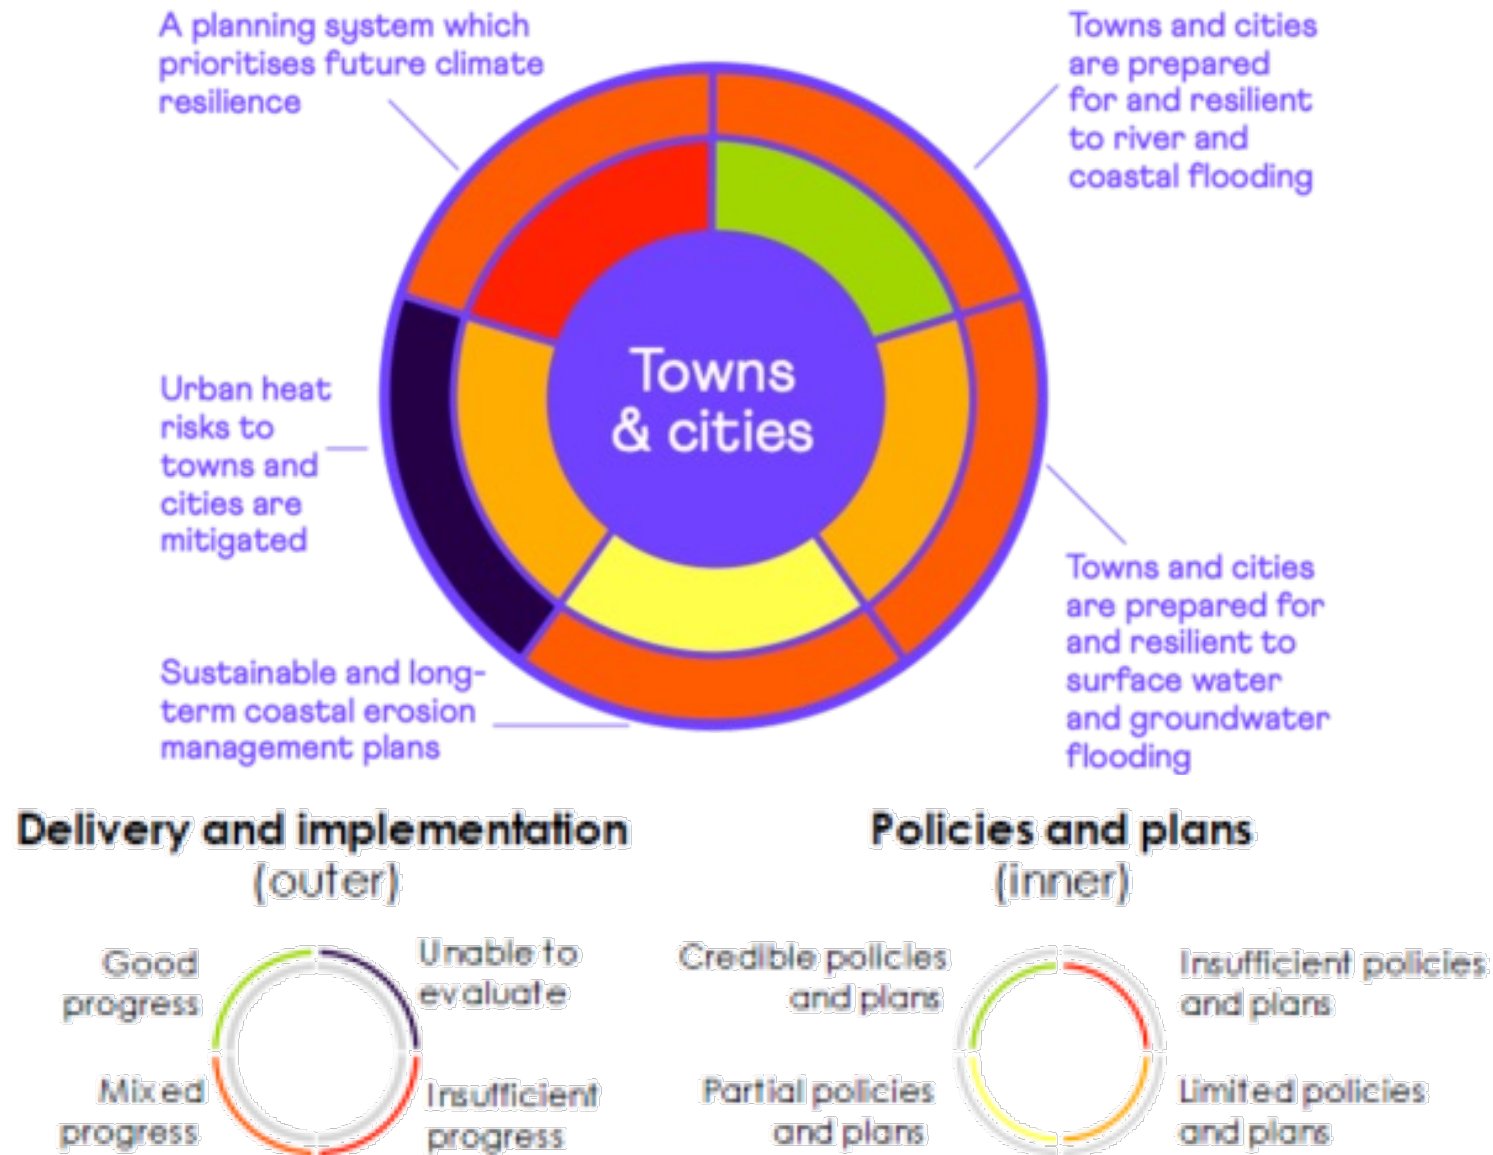 A planning system which
prioritises future climate
resilience
Towns and cities
are prepared
for and resilient
to river and
coastal flooding
Towns
& cities
Urban heat
risks to
towns and
cities are
mitigated
Towns and cities
are prepared for
and resilient to
surface water
and groundwater
flooding
Sustainable and long-
term coastal erosion
management plans
Delivery and implementation
(outer)
Good
progress
Unable to
evaluate
Mixed
progress
Insufficient
progress
Policies and plans
(inner)
Credible policies
and plans
Insufficient policies
and plans
Partial policies
and plans
Limited policies
and plans